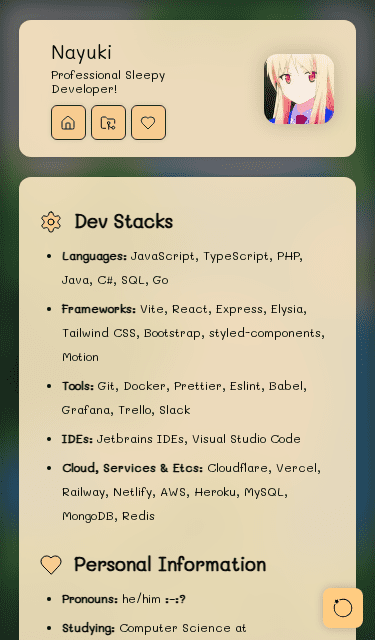 Nayuki
Professional Sleepy
Developer!
Dev Stacks
Languages: JavaScript, TypeScript, PHP,
Java, C#, SQL, Go
Frameworks: Vite, React, Express, Elysia,
Tailwind CSS, Bootstrap, styled-components,
Motion
Tools: Git, Docker, Prettier, Eslint, Babel,
Grafana, Trello, Slack
IDEs: Jetbrains IDEs, Visual Studio Code
Cloud, Services & Etcs: Cloudflare, Vercel,
Railway, Netlify, AWS, Heroku, MySQL,
MongoDB, Redis
Personal Information
Pronouns: he/him :-:?
Studying: Computer Science at